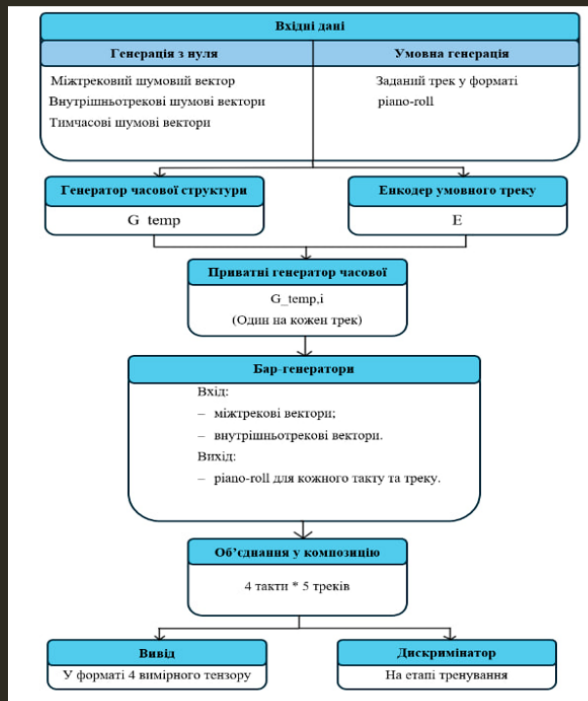 Вхідні дані
Генерація з нуля
Умовна генерація
Міжтрековий шумовий вектор
Внутрішньотрекові шумові вектори
Тимчасові шумові вектори
Заданий трек у форматі
piano-roll
Генератор часової структури
G_temp
Енкодер умовного треку
E
Приватні генератор часової
G_temp,i
(Один на кожен трек)
Бар-генератори
Вхід:
– міжтрекові вектори;
– внутрішньотрекові вектори.
Вихід:
– piano-roll для кожного такту та треку.
Об’єднання у композицію
4 такти * 5 треків
Вивід
У форматі 4 вимірного тензору
Дискримінатор
На етапі тренування